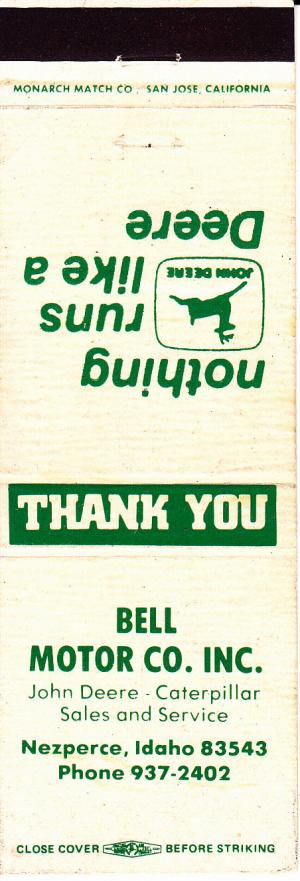 MONARCH MATCH CO., SAN JOSE, CALIFORNIA
nothing
runs
like a
Deere
JOHN DEERE
THANK YOU
BELL
MOTOR CO. INC.
John Deere - Caterpillar
Sales and Service
Nezperce, Idaho 83543
Phone 937-2402
CLOSE COVER BEFORE STRIKING